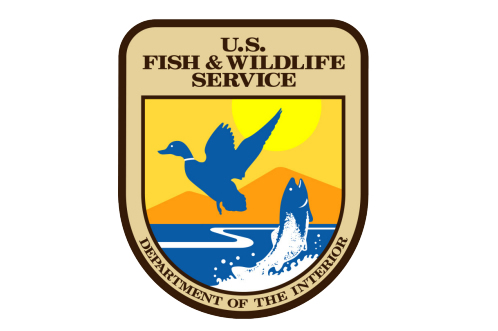 U.S.
FISH & WILDLIFE
SERVICE
DEPARTMENT OF THE INTERIOR